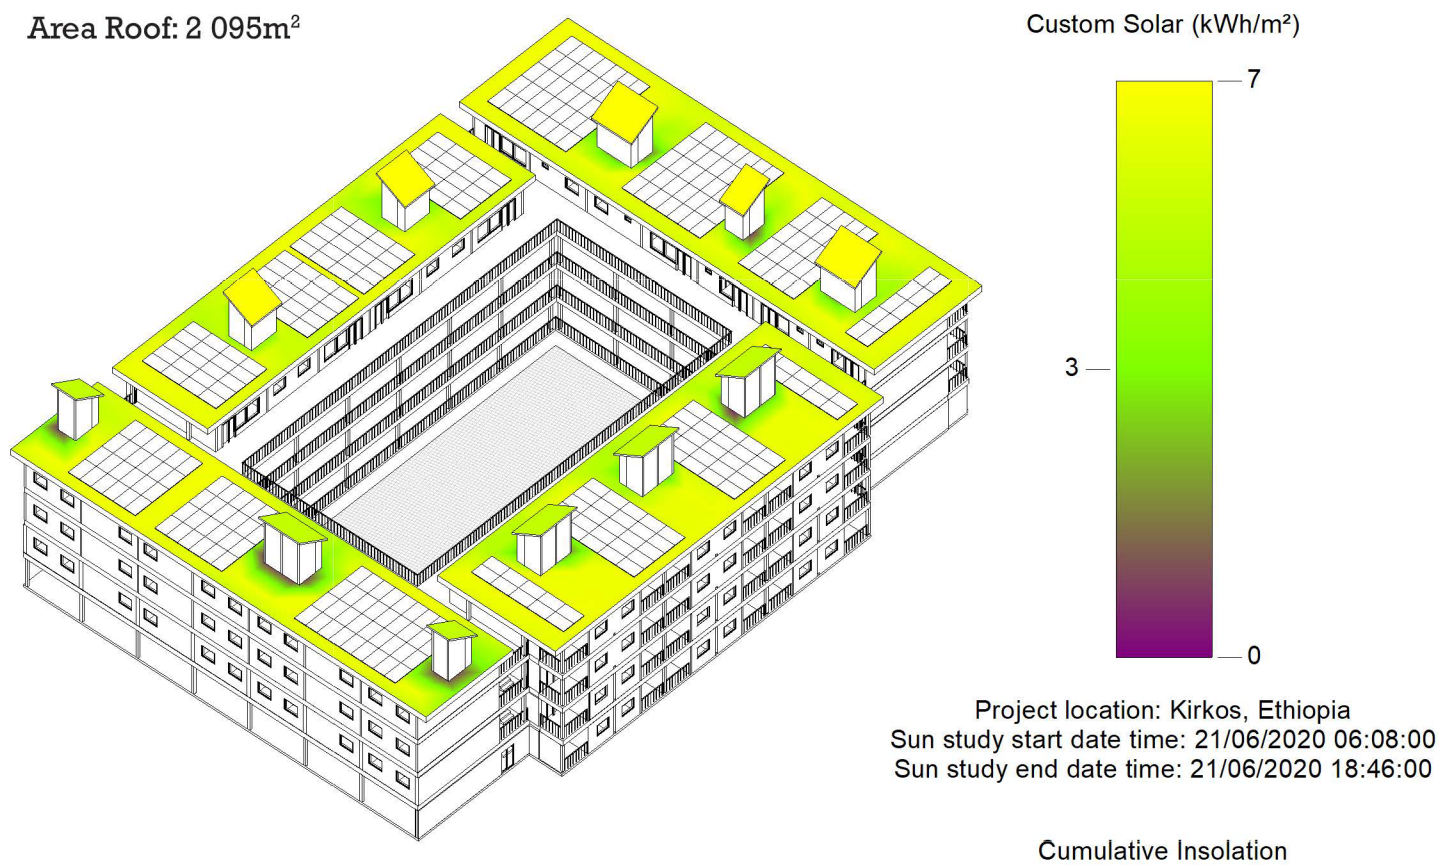 Area Roof: 2 095m²
Custom Solar (kWh/m²)
7
3
0
Project location: Kirkos, Ethiopia
Sun study start date time: 21/06/2020 06:08:00
Sun study end date time: 21/06/2020 18:46:00
Cumulative Insolation